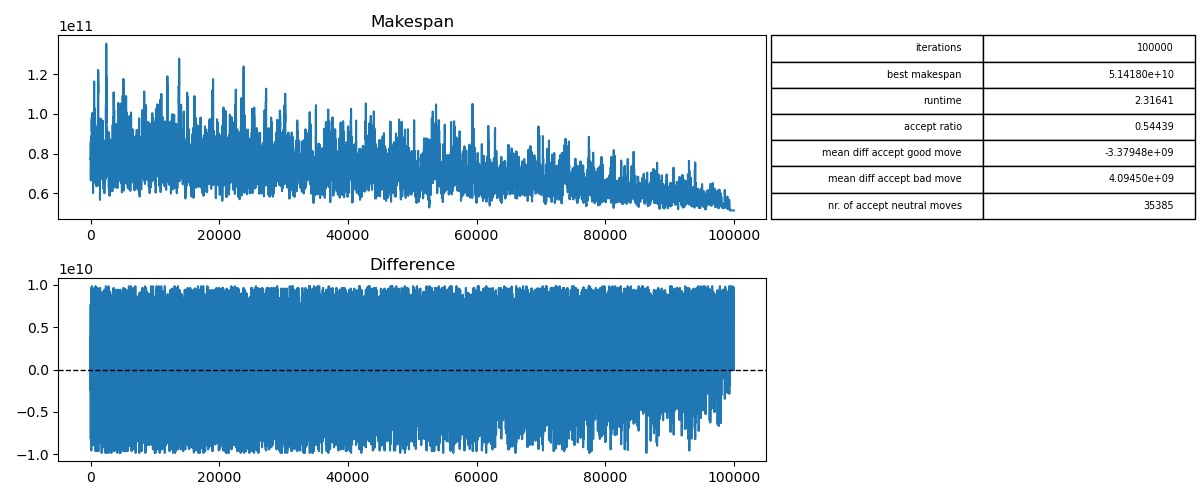 Makespan
1e11
1.2
1.0
0.8
0.6
0 20000 40000 60000 80000 100000
iterations 100000
best makespan 5.14180e+10
runtime 2.31641
accept ratio 0.54439
mean diff accept good move -3.37948e+09
mean diff accept bad move 4.09450e+09
nr. of accept neutral moves 35385
Difference
1e10
1.0
0.5
0.0
−0.5
−1.0
0 20000 40000 60000 80000 100000